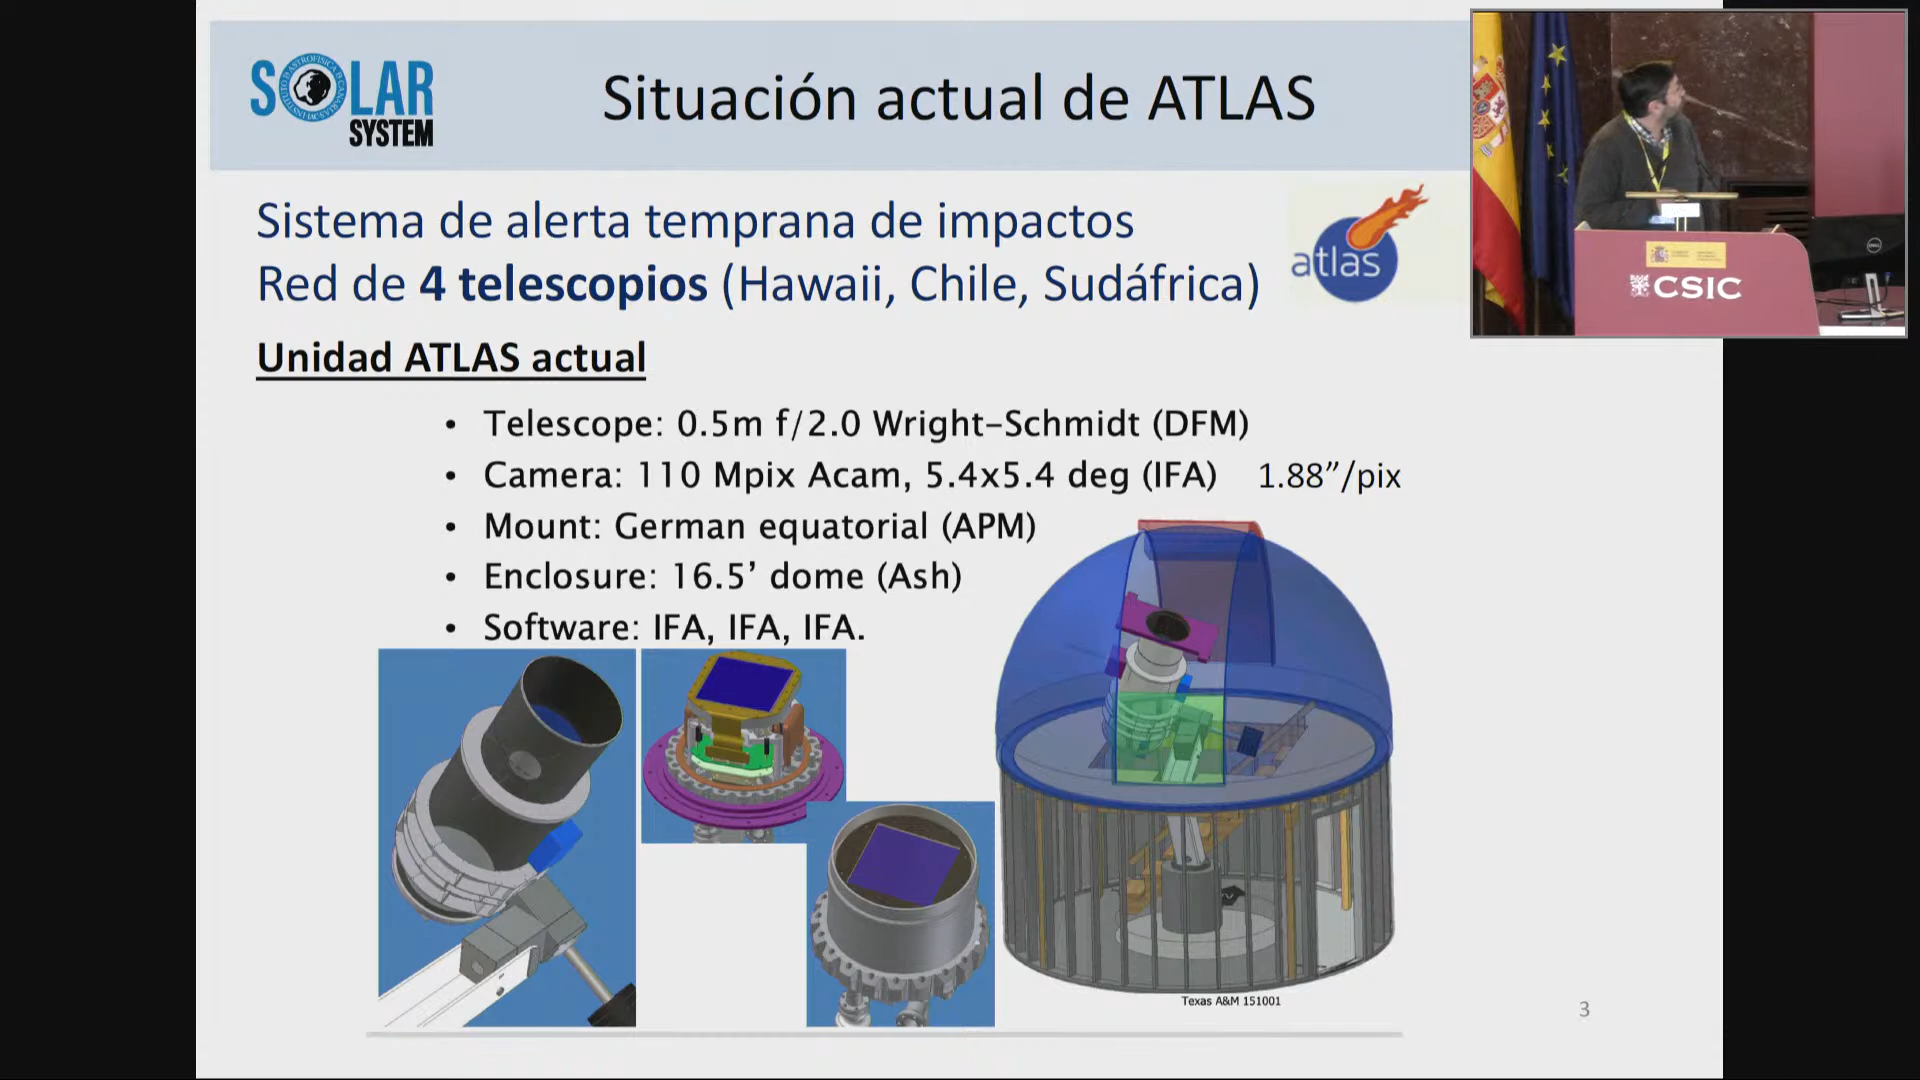 SOLAR
SYSTEM
INSTITUTO D ASTROFÍSICA D CANARIAS
Situación actual de ATLAS
Sistema de alerta temprana de impactos
Red de 4 telescopios (Hawaii, Chile, Sudáfrica)
atlas
CSIC
Unidad ATLAS actual
• Telescope: 0.5m f/2.0 Wright-Schmidt (DFM)
• Camera: 110 Mpix Acam, 5.4x5.4 deg (IFA) 1.88”/pix
• Mount: German equatorial (APM)
• Enclosure: 16.5’ dome (Ash)
• Software: IFA, IFA, IFA.
Texas A&M 151001
3